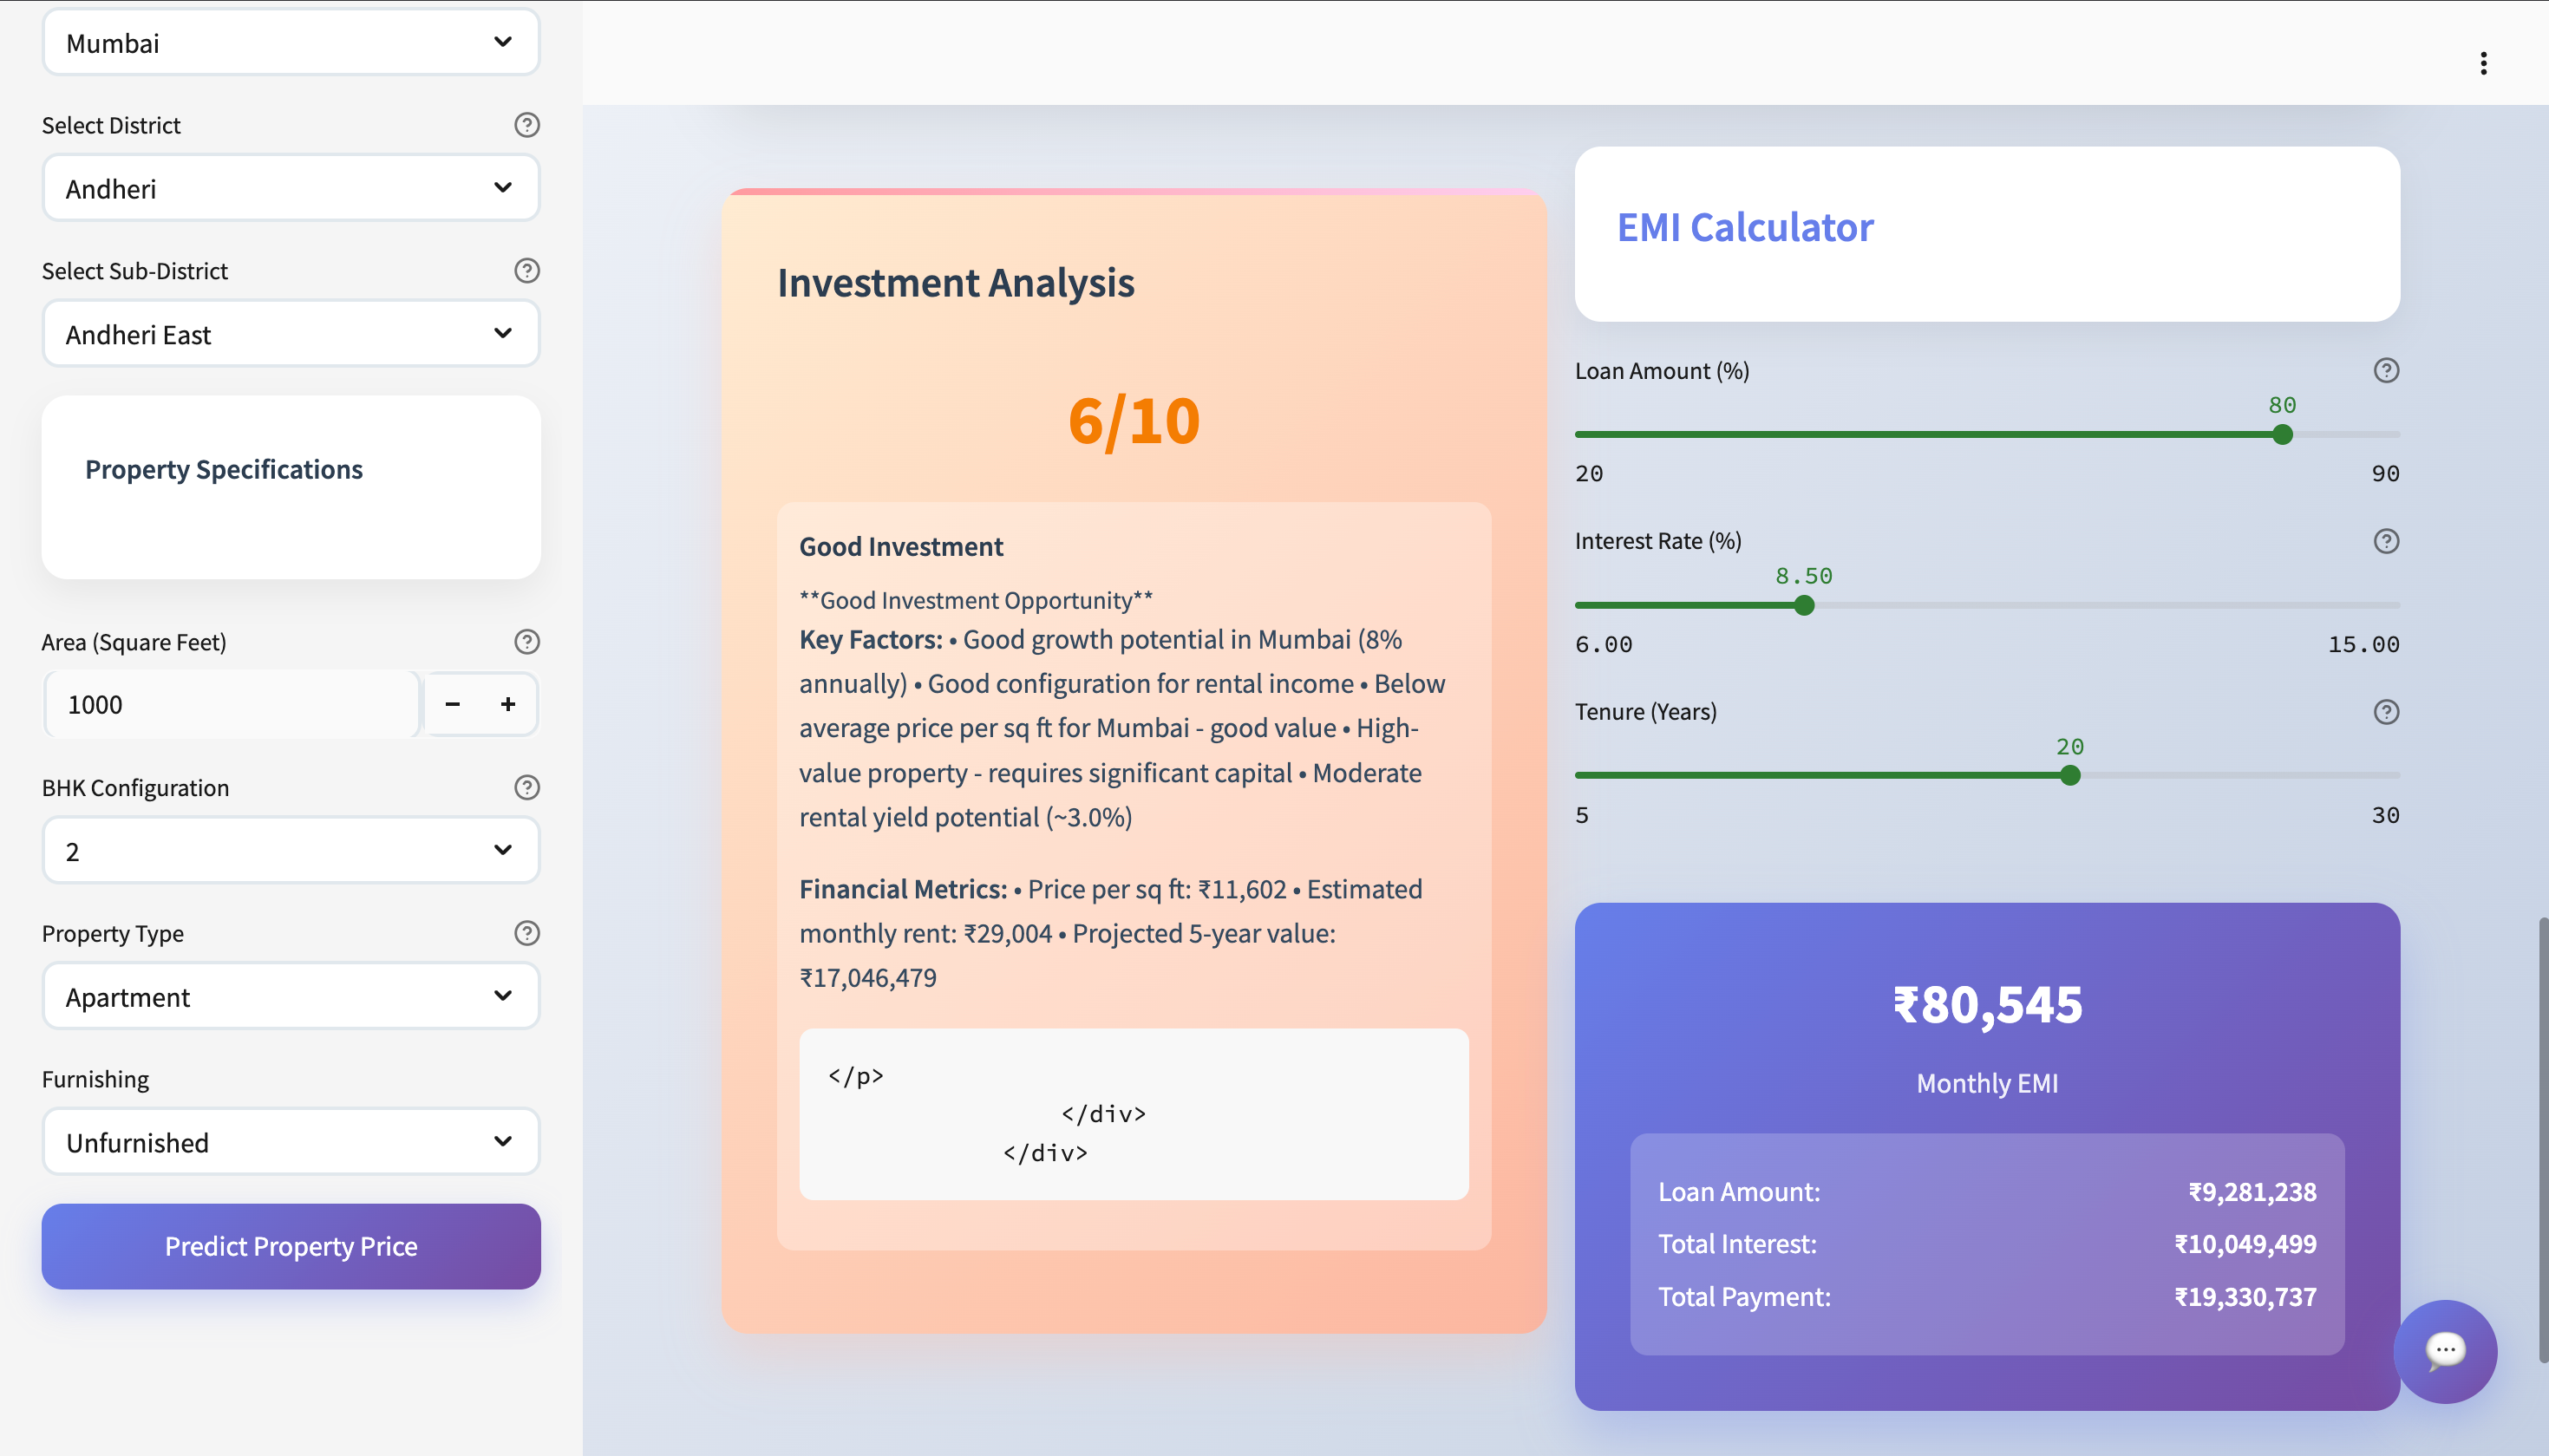 Mumbai
Select District
Andheri
Select Sub-District
Andheri East
Property Specifications
Area (Square Feet)
1000
− +
BHK Configuration
2
Property Type
Apartment
Furnishing
Unfurnished
Predict Property Price
Investment Analysis
6/10
Good Investment
**Good Investment Opportunity**
Key Factors: • Good growth potential in Mumbai (8%
annually) • Good configuration for rental income • Below
average price per sq ft for Mumbai - good value • High-
value property - requires significant capital • Moderate
rental yield potential (~3.0%)
Financial Metrics: • Price per sq ft: ₹11,602 • Estimated
monthly rent: ₹29,004 • Projected 5-year value:
₹17,046,479
</p>
</div>
</div>
EMI Calculator
Loan Amount (%)
80
20 90
Interest Rate (%)
8.50
6.00 15.00
Tenure (Years)
20
5 30
₹80,545
Monthly EMI
Loan Amount: ₹9,281,238
Total Interest: ₹10,049,499
Total Payment: ₹19,330,737